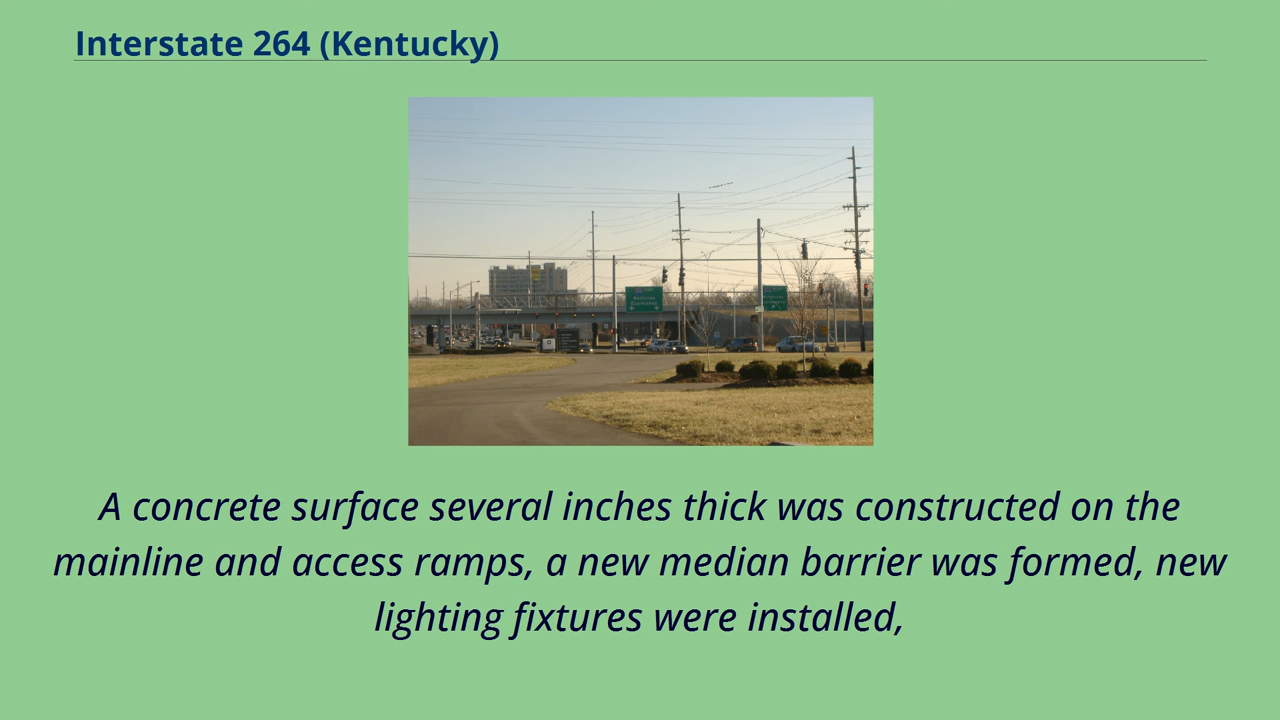 Interstate 264 (Kentucky)
A concrete surface several inches thick was constructed on the
mainline and access ramps, a new median barrier was formed, new
lighting fixtures were installed,